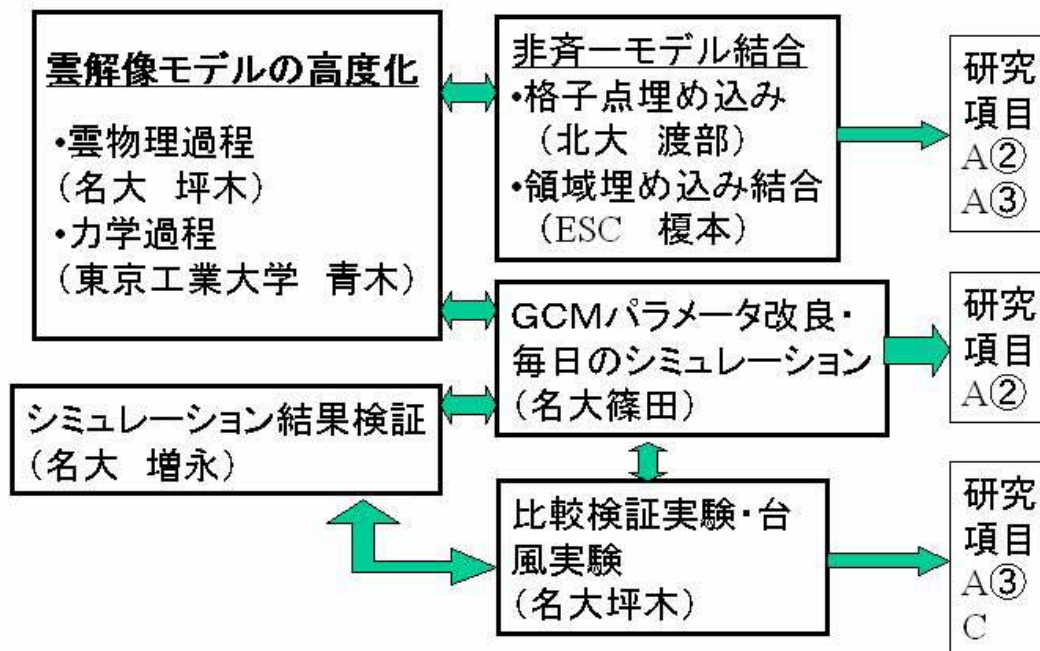 雲解像モデルの高度化
•雲物理過程
(名大 坪木)
•力学過程
(東京工業大学 青木)
非斉一モデル結合
•格子点埋め込み
(北大 渡部)
•領域埋め込み結合
(ESC 榎本)
研究
項目
A②
A③
GCMパラメータ改良・
毎日のシミュレーション
(名大篠田)
研究
項目
A②
シミュレーション結果検証
(名大 増永)
比較検証実験・台
風実験
(名大坪木)
研究
項目
A③
C